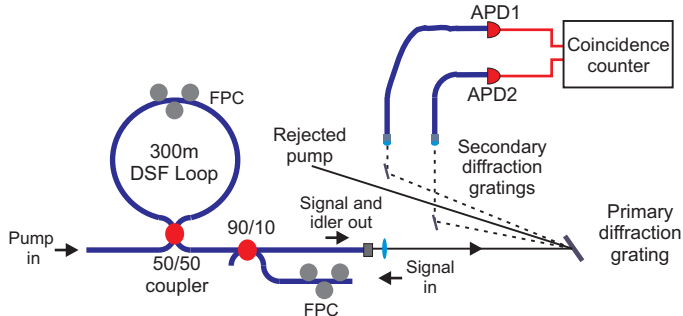 APD1
Coincidence
counter
APD2
FPC
300m
DSF Loop
Rejected
pump
Secondary
diffraction
gratings
Signal and
idler out
Primary
diffraction
grating
90/10
Pump
in
50/50
coupler
Signal
in
FPC